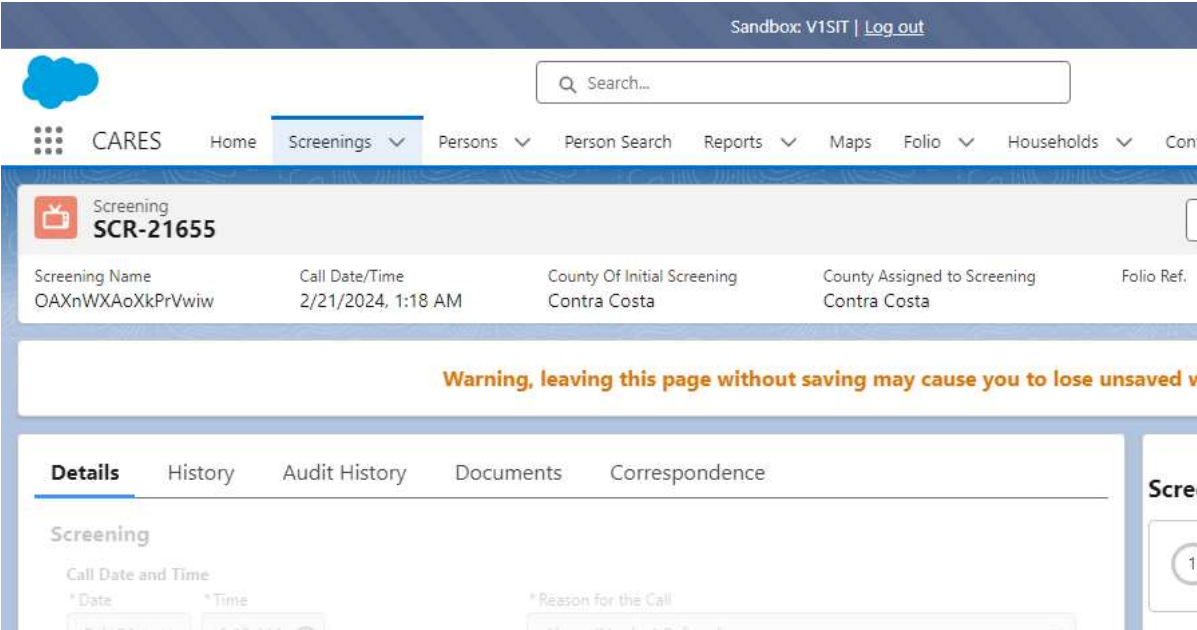 Sandbox: V1SIT | Log out
Search...
CARES Home Screenings Persons Person Search Reports Maps Folio Households Con
Screening
SCR-21655
Screening Name Call Date/Time County Of Initial Screening County Assigned to Screening Folio Ref.
OAXnWXAoXkPrVwiw 2/21/2024, 1:18 AM Contra Costa Contra Costa
Warning, leaving this page without saving may cause you to lose unsaved
Details History Audit History Documents Correspondence
Scre
Screening
1
Call Date and Time
*Date *Time *Reason for the Call